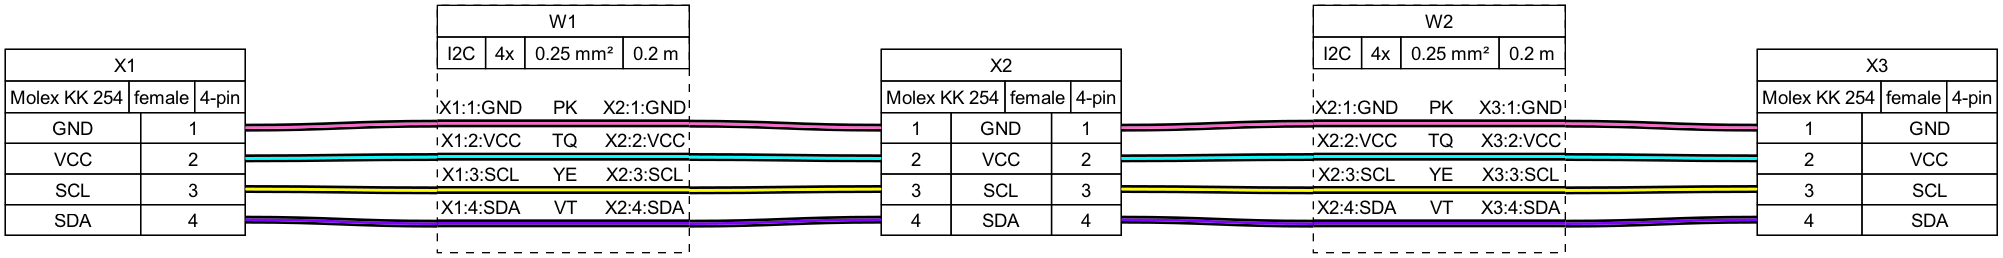 X1
Molex KK 254 female 4-pin
GND 1
VCC 2
SCL 3
SDA 4
W1
I2C 4x 0.25 mm² 0.2 m
X1:1:GND PK X2:1:GND
X1:2:VCC TQ X2:2:VCC
X1:3:SCL YE X2:3:SCL
X1:4:SDA VT X2:4:SDA
X2
Molex KK 254 female 4-pin
1 GND 1
2 VCC 2
3 SCL 3
4 SDA 4
W2
I2C 4x 0.25 mm² 0.2 m
X2:1:GND PK X3:1:GND
X2:2:VCC TQ X3:2:VCC
X2:3:SCL YE X3:3:SCL
X2:4:SDA VT X3:4:SDA
X3
Molex KK 254 female 4-pin
1 GND
2 VCC
3 SCL
4 SDA